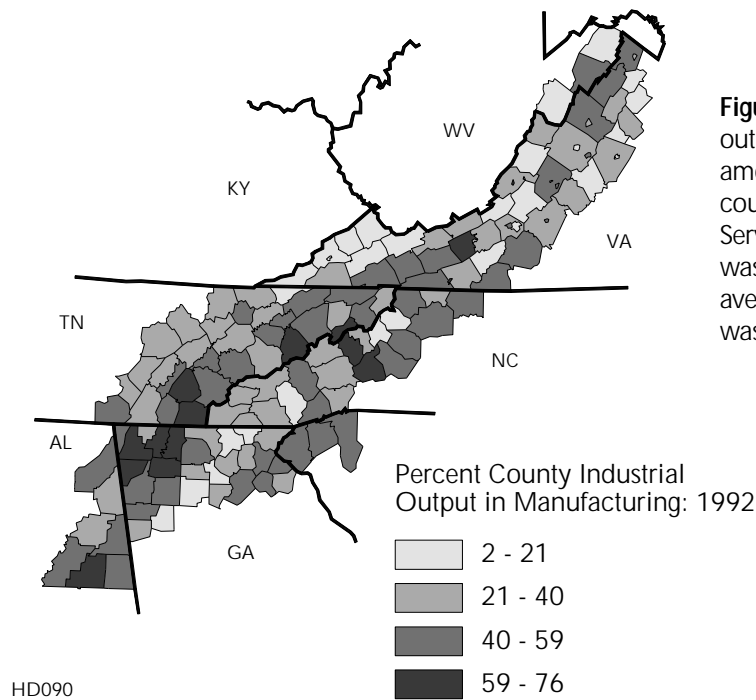 WV
KY
VA
TN
NC
AL
GA
Percent County Industrial
Output in Manufacturing: 1992
2 - 21
21 - 40
40 - 59
59 - 76
HD090